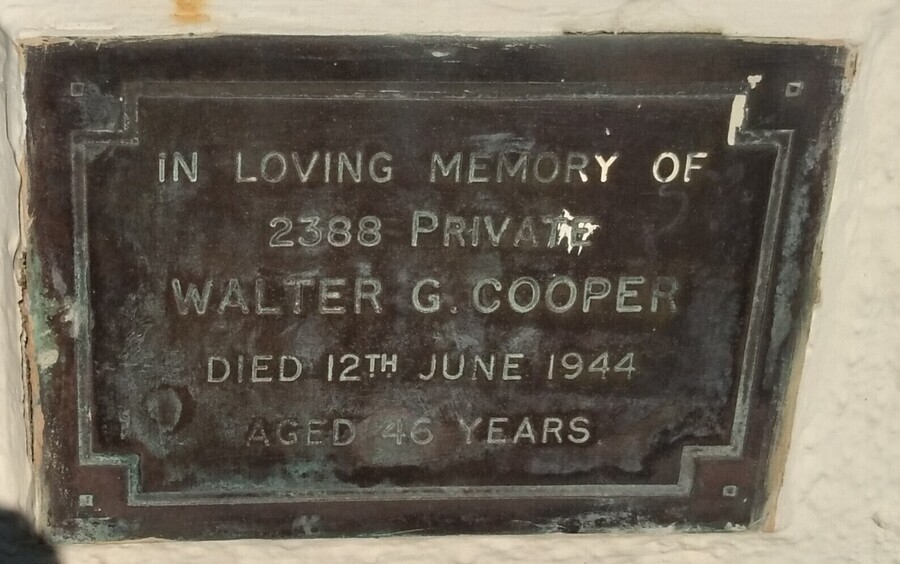 IN LOVING MEMORY OF
2388 PRIVATE
WALTER G. COOPER
DIED 12TH JUNE 1944
AGED 46 YEARS.